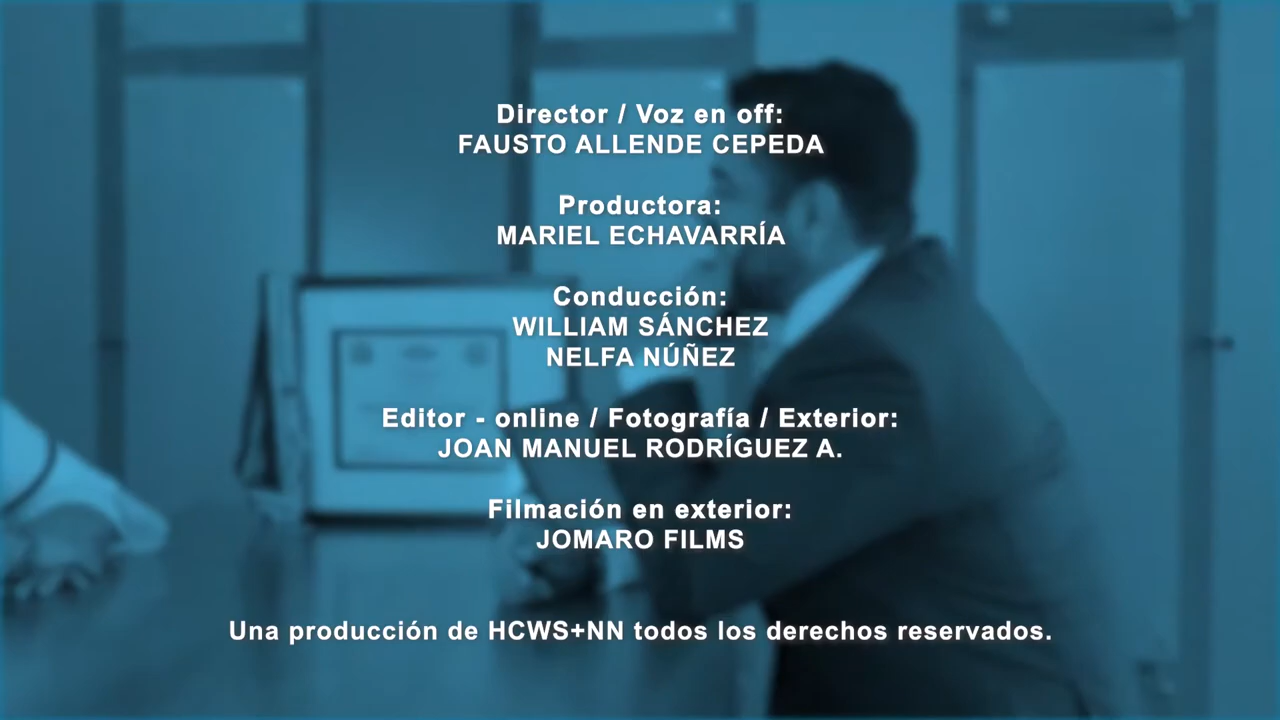 Director / Voz en off:
FAUSTO ALLENDE CEPEDA
Productora:
MARIEL ECHAVARRÍA
Conducción:
WILLIAM SÁNCHEZ
NELFA NÚÑEZ
Editor - online / Fotografía / Exterior:
JOAN MANUEL RODRÍGUEZ A.
Filmación en exterior:
JOMARO FILMS
Una producción de HCWS+NN todos los derechos reservados.